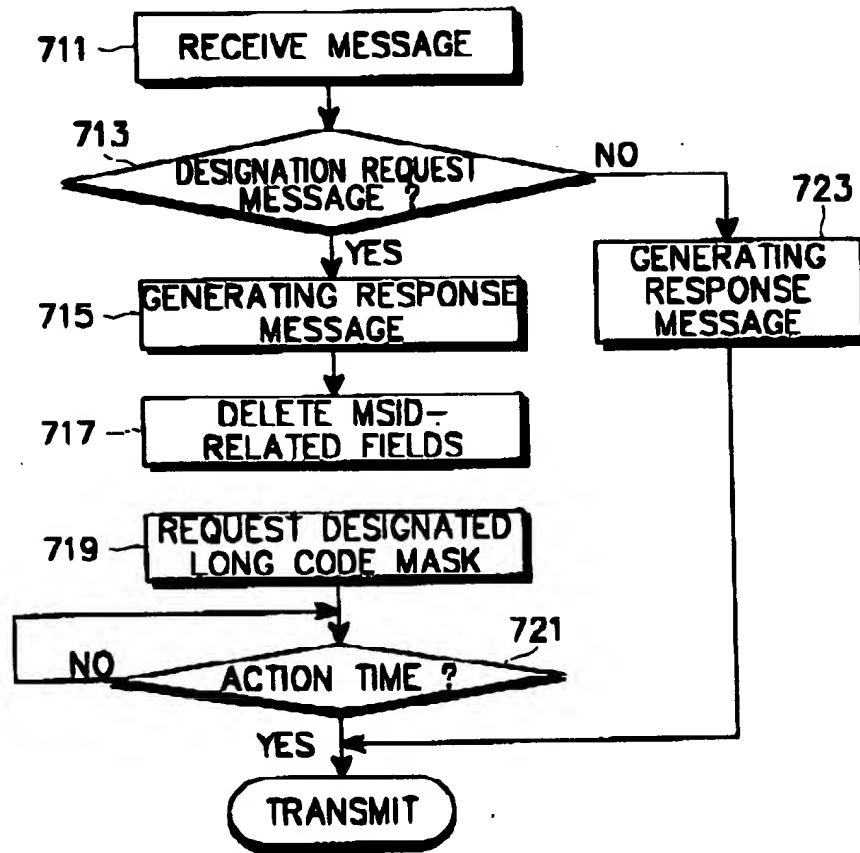 711
RECEIVE MESSAGE
713
DESIGNATION REQUEST
MESSAGE ?
NO
YES
723
GENERATING
RESPONSE
MESSAGE
715
GENERATING RESPONSE
MESSAGE
717
DELETE MSID-
RELATED FIELDS
719
REQUEST DESIGNATED
LONG CODE MASK
721
NO
ACTION TIME ?
YES
TRANSMIT